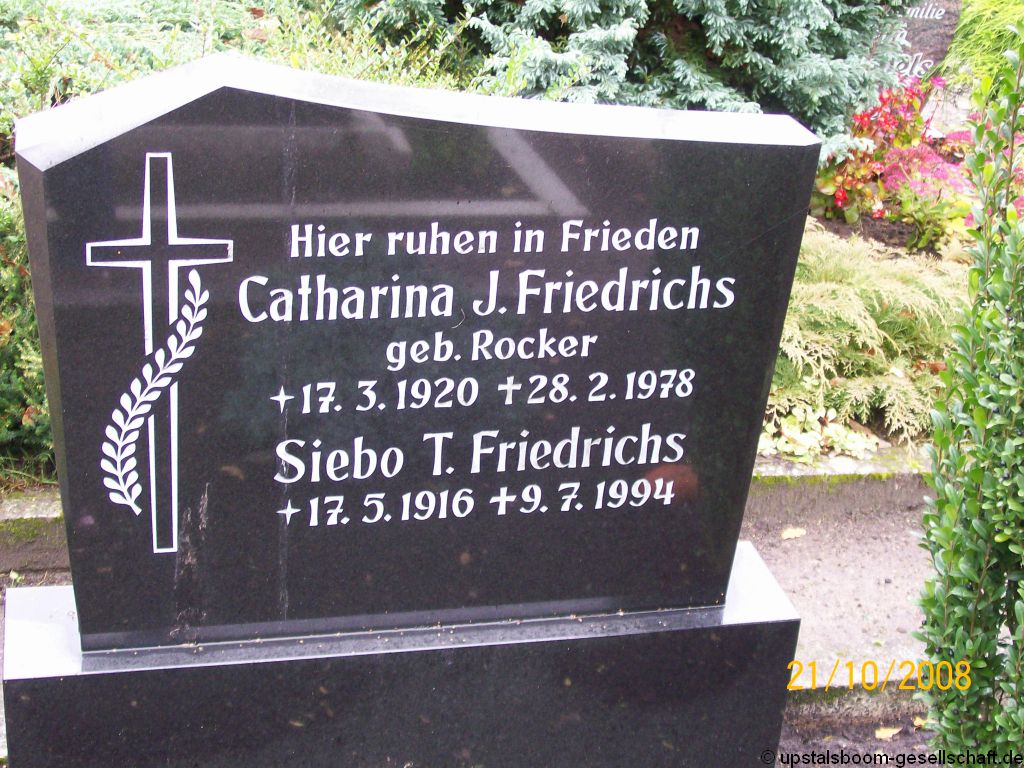 Hier ruhen in Frieden
Catharina J. Friedrichs
geb. Rocker
17. 3. 1920 †28. 2. 1978
Siebo T. Friedrichs
17. 5. 1916 †9. 7. 1994
21/10/2008
© upstalsboom-gesellschaft.de